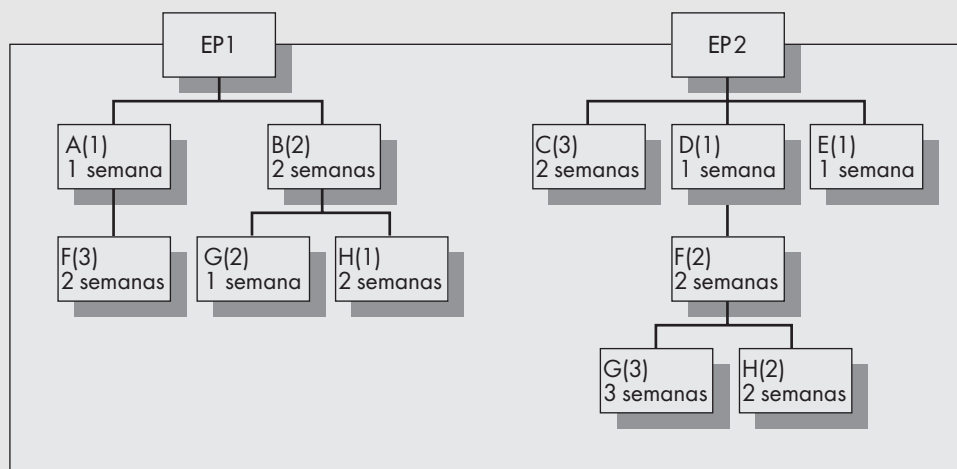 EP1
EP2
A(1)
1 semana
B(2)
2 semanas
C(3)
2 semanas
D(1)
1 semana
E(1)
1 semana
F(3)
2 semanas
G(2)
1 semana
H(1)
2 semanas
F(2)
2 semanas
G(3)
3 semanas
H(2)
2 semanas